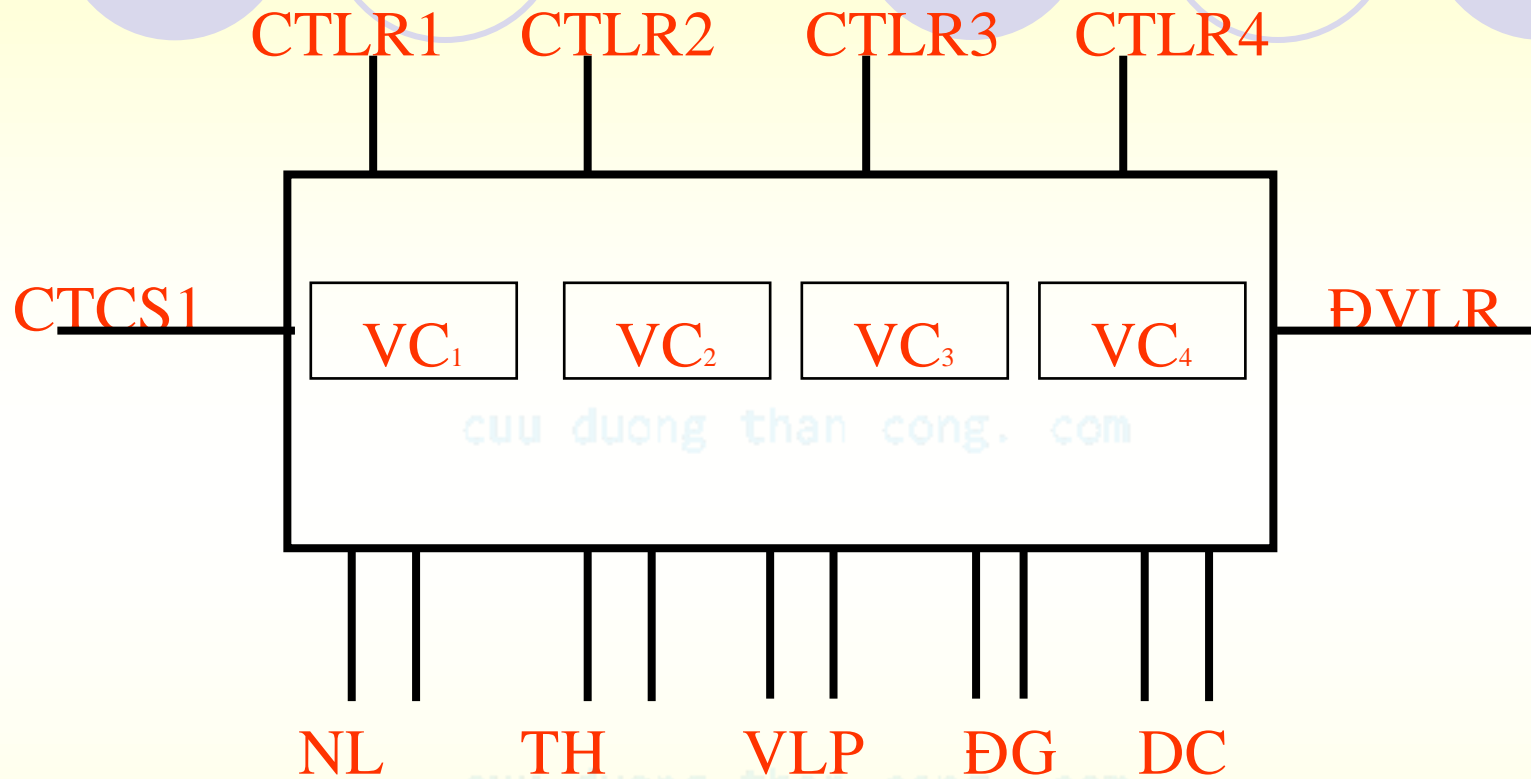 CTLR1 CTLR2 CTLR3 CTLR4
CTCS1 ĐVLR
VC1 VC2 VC3 VC4
cuu duong than cong. com
NL TH VLP ĐG DC